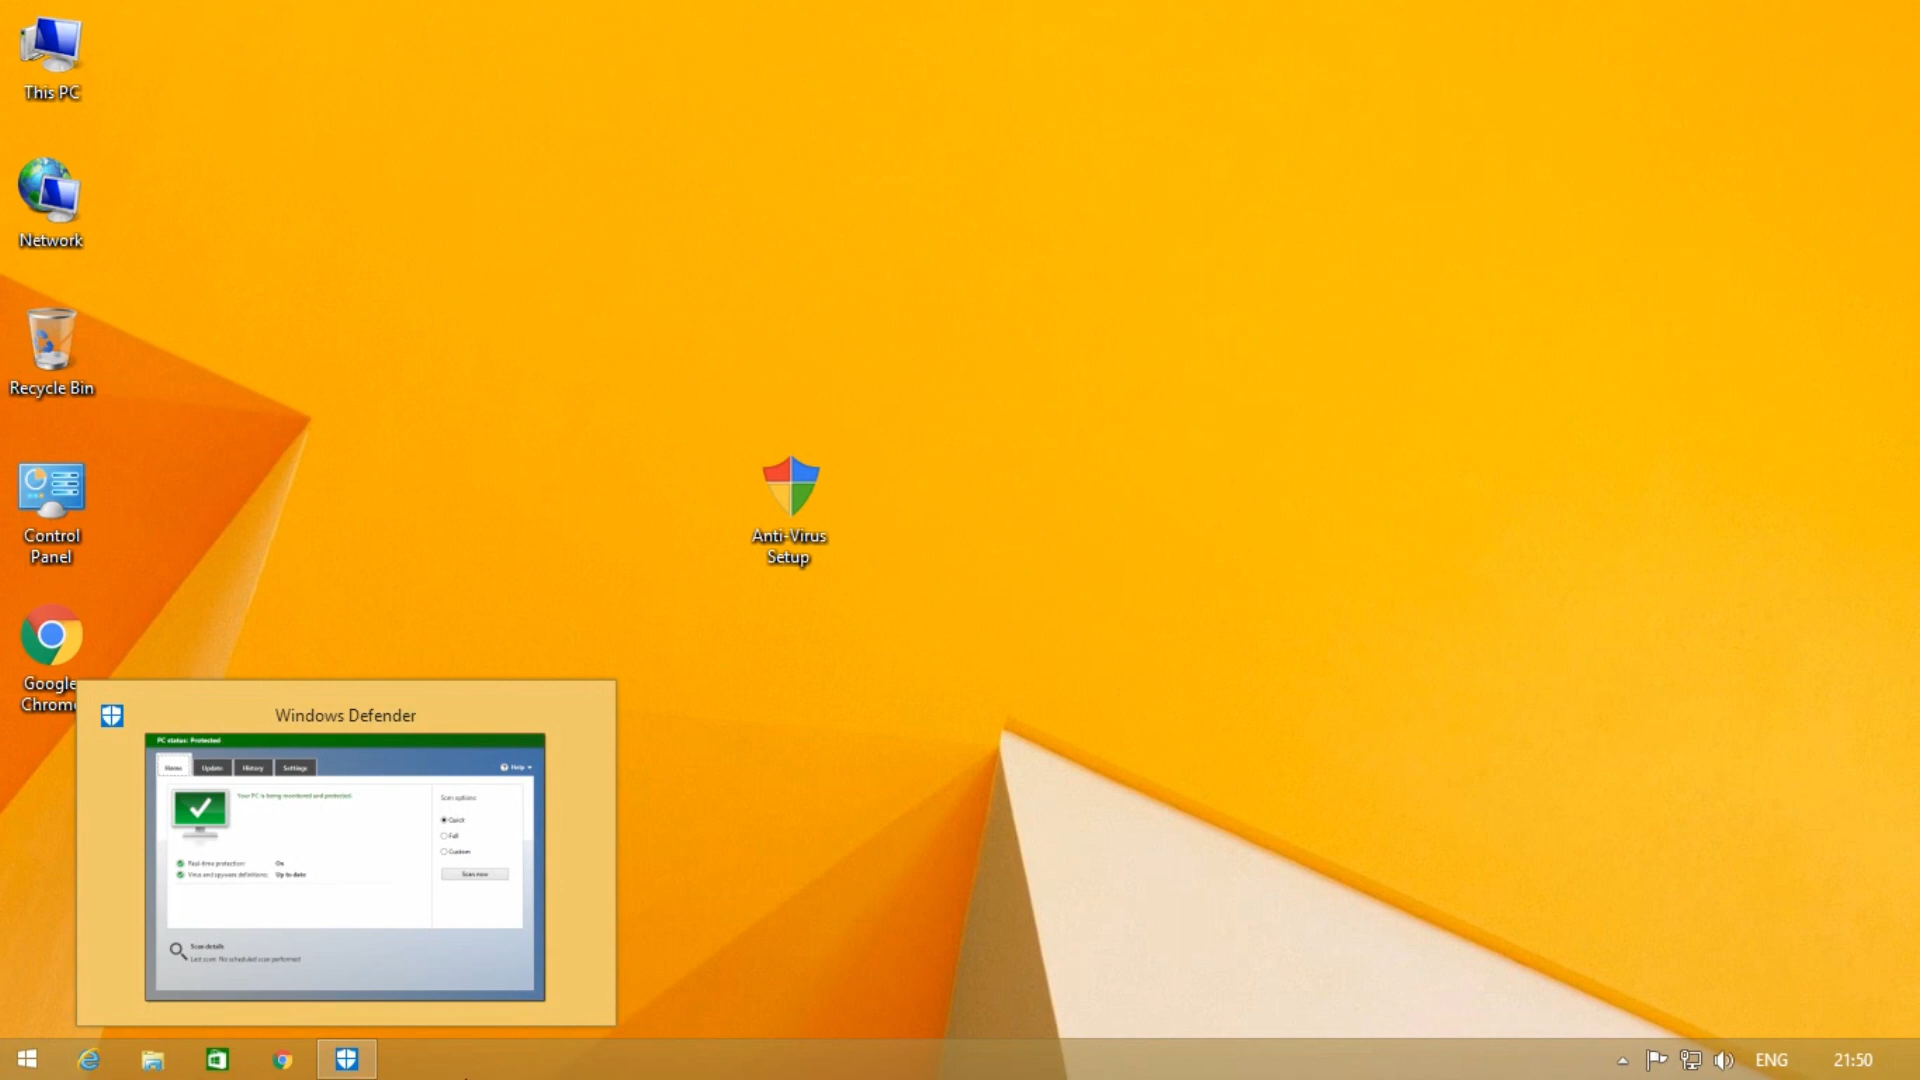 This PC
Network
Recycle Bin
Control
Panel
Google
Chrome
Anti-Virus
Setup
Windows Defender
PC status: Protected
Home
Update
History
Settings
Help
Your PC is being monitored and protected.
Scan options:
Quick
Full
Custom
Scan now
Real-time protection: On
Virus and spyware definitions: Up to date
Scan details
Last scan: No scheduled scan performed
ENG
21:50